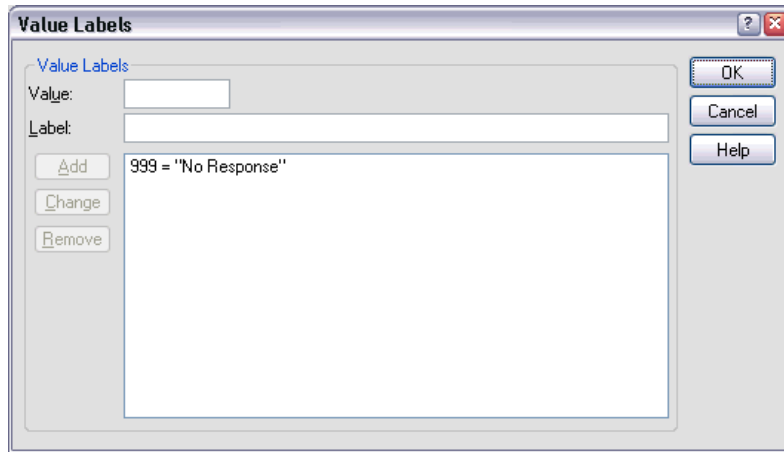 Value Labels
Value Labels
Value:
Label:
Add
Change
Remove
999 = "No Response"
OK
Cancel
Help